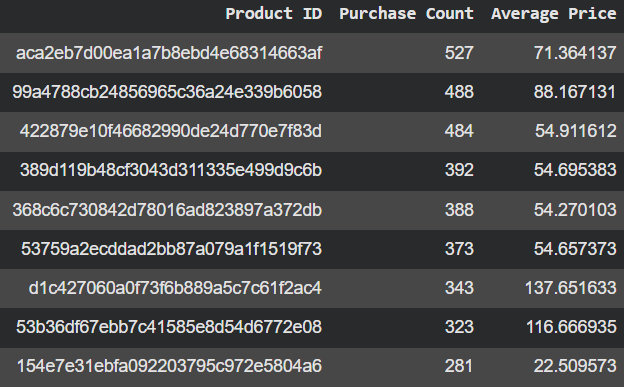 Product ID Purchase Count Average Price
aca2eb7d00ea1a7b8ebd4e68314663af 527 71.364137
99a4788cb24856965c36a24e339b6058 488 88.167131
422879e10f46682990de24d770e7f83d 484 54.911612
389d119b48cf3043d311335e499d9c6b 392 54.695383
368c6c730842d78016ad823897a372db 388 54.270103
53759a2ecddad2bb87a079a1f1519f73 373 54.657373
d1c427060a0f73f6b889a5c7c61f2ac4 343 137.651633
53b36df67ebb7c41585e8d54d6772e08 323 116.666935
154e7e31ebfa092203795c972e5804a6 281 22.509573